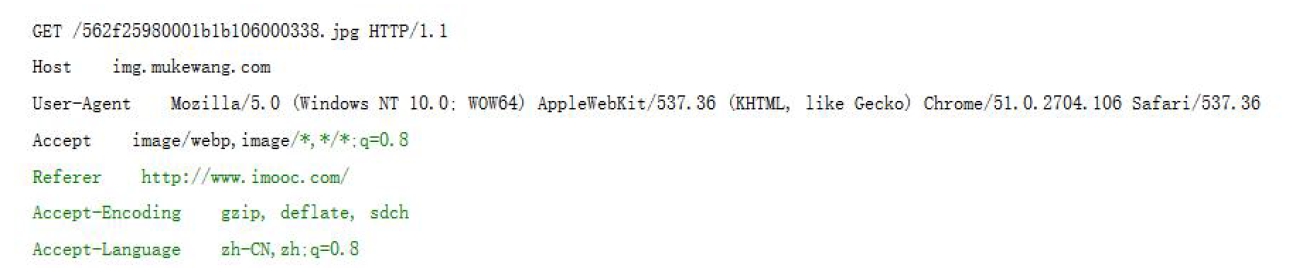 GET /562f25980001b1b106000338.jpg HTTP/1.1
Host    img.mukewang.com
User-Agent    Mozilla/5.0 (Windows NT 10.0; WOW64) AppleWebKit/537.36 (KHTML, like Gecko) Chrome/51.0.2704.106 Safari/537.36
Accept    image/webp,image/*,*/*;q=0.8
Referer    http://www.imooc.com/
Accept-Encoding    gzip, deflate, sdch
Accept-Language    zh-CN,zh;q=0.8